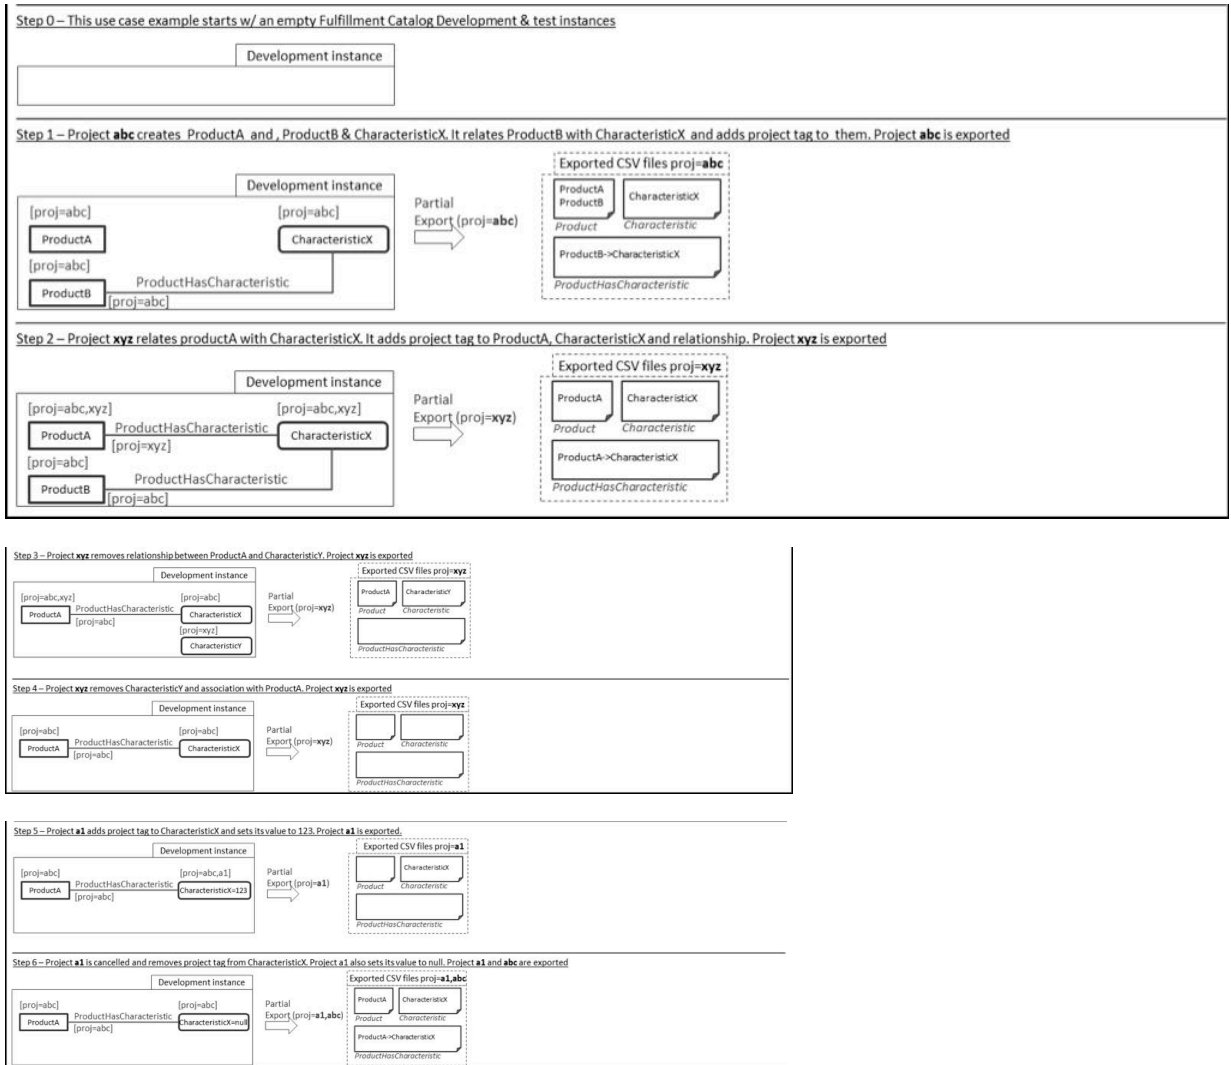 Step 0 – This use case example starts w/ an empty Fulfillment Catalog Development & test instances
Development instance
Step 1 – Project abc creates ProductA and , ProductB & CharacteristicX. It relates ProductB with CharacteristicX and adds project tag to them. Project abc is exported
Exported CSV files proj=abc
Development instance
[proj=abc]
[proj=abc]
ProductA
CharacteristicX
[proj=abc]
ProductHasCharacteristic
ProductB
[proj=abc]
Partial
Export (proj=abc)
ProductA
ProductB
CharacteristicX
Product
Characteristic
ProductB->CharacteristicX
ProductHasCharacteristic
Step 2 – Project xyz relates productA with CharacteristicX. It adds project tag to ProductA, CharacteristicX and relationship. Project xyz is exported
Exported CSV files proj=xyz
Development instance
[proj=abc,xyz]
[proj=abc,xyz]
ProductA
ProductHasCharacteristic
CharacteristicX
[proj=xyz]
[proj=abc]
ProductHasCharacteristic
ProductB
[proj=abc]
Partial
Export (proj=xyz)
ProductA
CharacteristicX
Product
Characteristic
ProductA->CharacteristicX
ProductHasCharacteristic
Step 3 – Project xyz removes relationship between ProductA and CharacteristicY. Project xyz is exported
Exported CSV files proj=xyz
Development instance
[proj=abc,xyz]
[proj=abc]
ProductA
ProductHasCharacteristic
CharacteristicX
[proj=abc]
[proj=xyz]
CharacteristicY
Partial
Export (proj=xyz)
ProductA
CharacteristicY
Product
Characteristic
ProductHasCharacteristic
Step 4 – Project xyz removes CharacteristicY and association with ProductA. Project xyz is exported
Exported CSV files proj=xyz
Development instance
[proj=abc]
[proj=abc]
ProductA
ProductHasCharacteristic
CharacteristicX
[proj=abc]
Partial
Export (proj=xyz)
Product
Characteristic
ProductHasCharacteristic
Step 5 – Project a1 adds project tag to CharacteristicX and sets its value to 123. Project a1 is exported.
Exported CSV files proj=a1
Development instance
[proj=abc]
[proj=abc,a1]
ProductA
ProductHasCharacteristic
CharacteristicX=123
[proj=abc]
Partial
Export (proj=a1)
CharacteristicX
Product
Characteristic
ProductHasCharacteristic
Step 6 – Project a1 is cancelled and removes project tag from CharacteristicX. Project a1 also sets its value to null. Project a1 and abc are exported
Exported CSV files proj=a1,abc
Development instance
[proj=abc]
[proj=abc]
ProductA
ProductHasCharacteristic
CharacteristicX=null
[proj=abc]
Partial
Export (proj=a1,abc)
ProductA
CharacteristicX
Product
Characteristic
ProductA->CharacteristicX
ProductHasCharacteristic